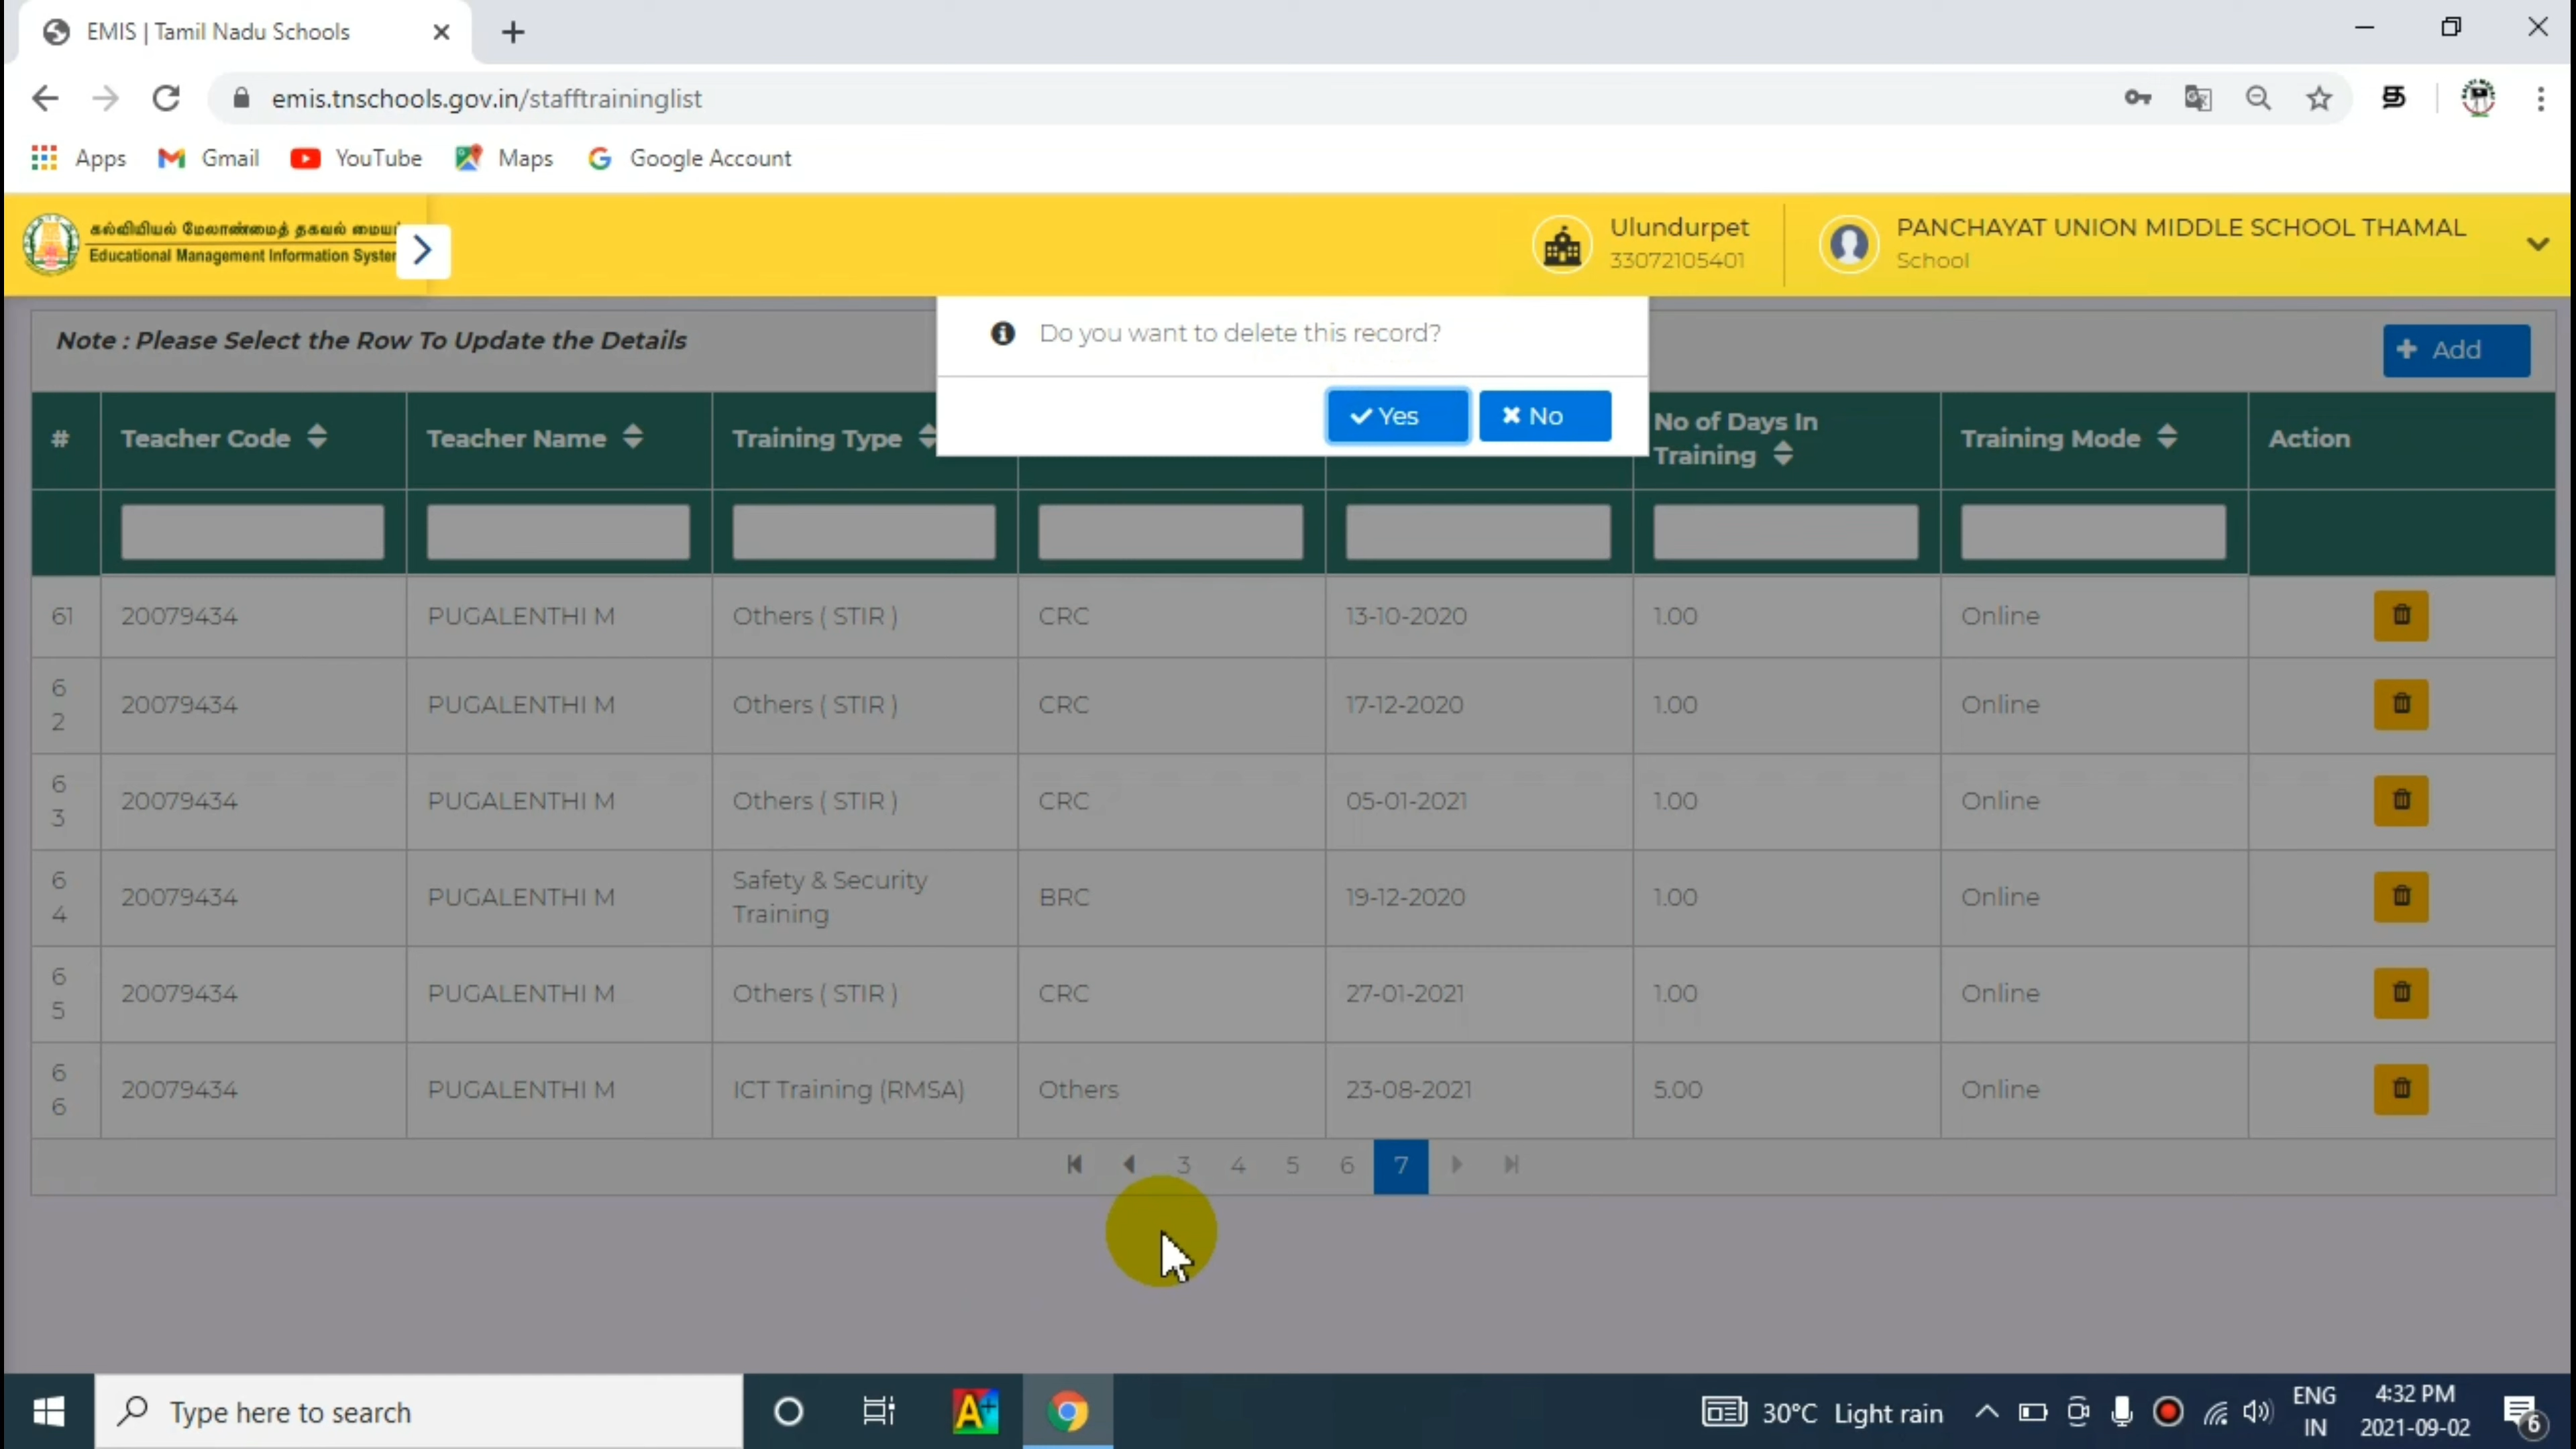 EMIS | Tamil Nadu Schools
emis.tnschools.gov.in/stafftraininglist
Apps Gmail YouTube Maps Google Account
த
கல்வியியல் மேலாண்மைத் தகவல்
Educational Management Information
Ulundurpet
33072105401
PANCHAYAT UNION MIDDLE SCHOOL THAMAL
School
Note : Please Select the Row To Update the Details
Do you want to delete this record?
Yes No
Add
# Teacher Code Teacher Name Training Type No of Days In Training Training Mode Action
61 20079434 PUGALENTHI M Others ( STIR ) CRC 13-10-2020 1.00 Online
62 20079434 PUGALENTHI M Others ( STIR ) CRC 17-12-2020 1.00 Online
63 20079434 PUGALENTHI M Others ( STIR ) CRC 05-01-2021 1.00 Online
64 20079434 PUGALENTHI M Safety & Security Training BRC 19-12-2020 1.00 Online
65 20079434 PUGALENTHI M Others ( STIR ) CRC 27-01-2021 1.00 Online
66 20079434 PUGALENTHI M ICT Training (RMSA) Others 23-08-2021 5.00 Online
3 4 5 6 7
Type here to search
A+
30°C Light rain
ENG
IN
4:32 PM
2021-09-02
6